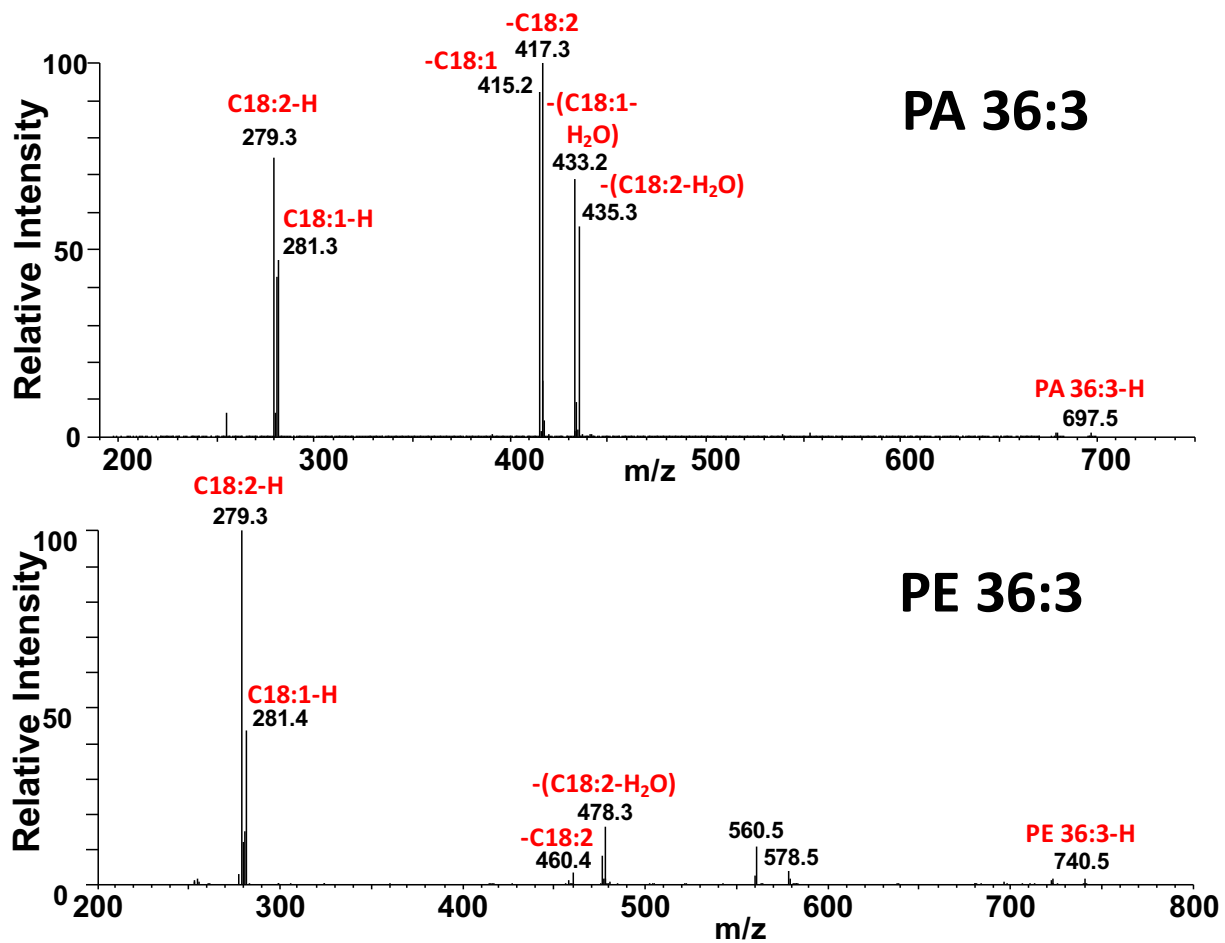 -C18:2
417.3
100
-C18:1
415.2
C18:2-H
-(C18:1-
H₂O)
PA 36:3
279.3
433.2
-(C18:2-H₂O)
435.3
C18:1-H
281.3
50
Relative Intensity
PA 36:3-H
697.5
0
200
300
400
500
600
700
m/z
C18:2-H
279.3
100
PE 36:3
C18:1-H
281.4
50
Relative Intensity
-(C18:2-H₂O)
478.3
-C18:2
460.4
560.5
578.5
PE 36:3-H
740.5
0
200
300
400
500
600
700
800
m/z